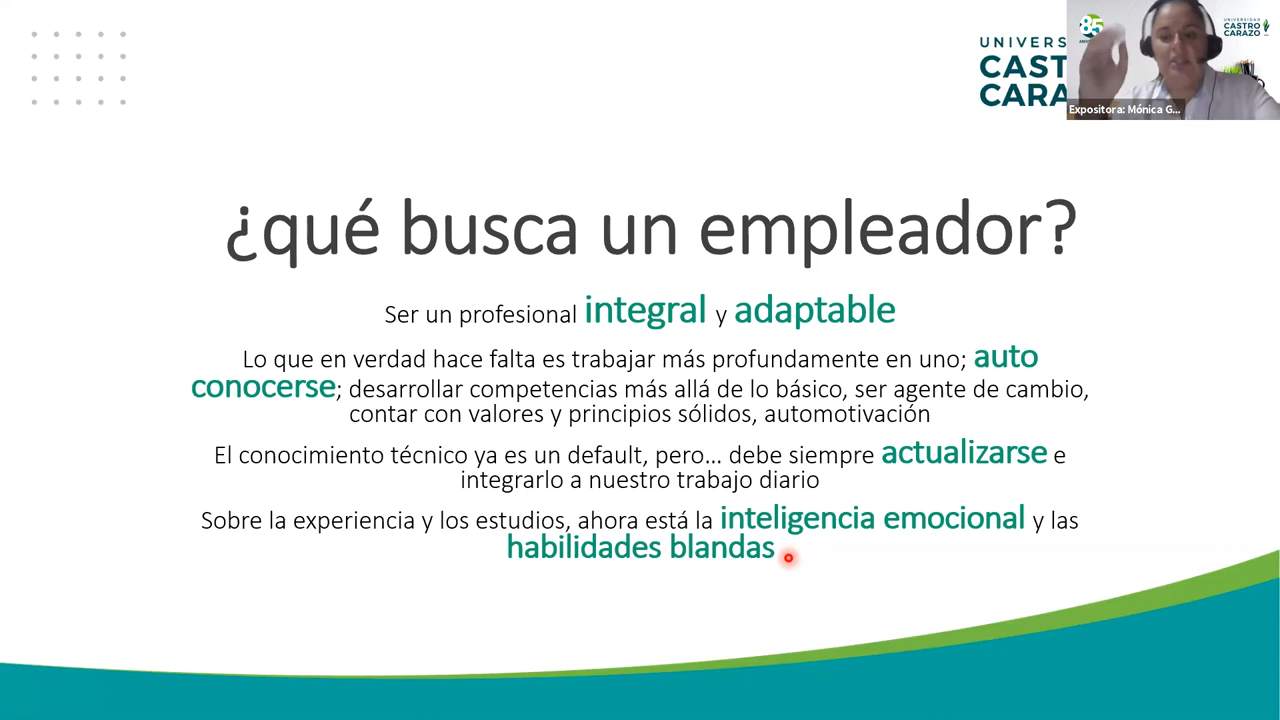 UNIVERS
CAST
CARA
85
UNIVERSIDAD
CASTRO
CARAZO
Expositora: Mónica G...
¿qué busca un empleador?
Ser un profesional integral y adaptable
Lo que en verdad hace falta es trabajar más profundamente en uno; auto
conocerse; desarrollar competencias más allá de lo básico, ser agente de cambio,
contar con valores y principios sólidos, automotivación
El conocimiento técnico ya es un default, pero... debe siempre actualizarse e
integrarlo a nuestro trabajo diario
Sobre la experiencia y los estudios, ahora está la inteligencia emocional y las
habilidades blandas